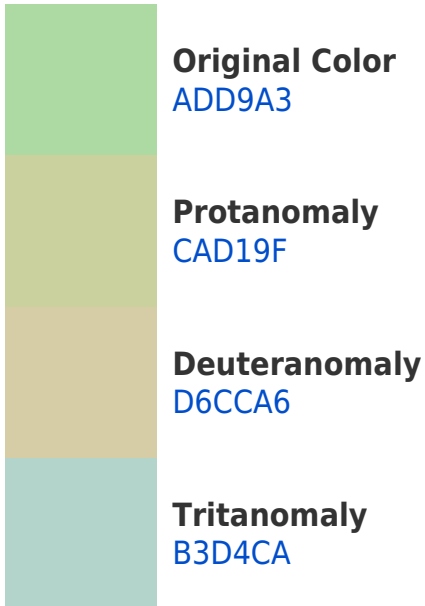 Original Color
ADD9A3
Protanomaly
CAD19F
Deuteranomaly
D6CCA6
Tritanomaly
B3D4CA